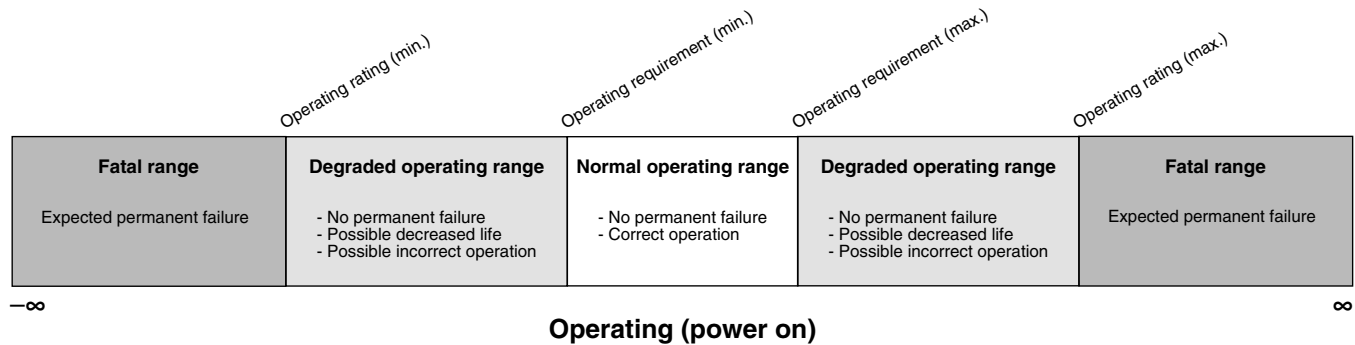 Operating rating (min.)
Operating requirement (min.)
Operating requirement (max.)
Operating rating (max.)
Fatal range
Expected permanent failure
Degraded operating range
- No permanent failure
- Possible decreased life
- Possible incorrect operation
Normal operating range
- No permanent failure
- Correct operation
Degraded operating range
- No permanent failure
- Possible decreased life
- Possible incorrect operation
Fatal range
Expected permanent failure
–∞
∞
Operating (power on)